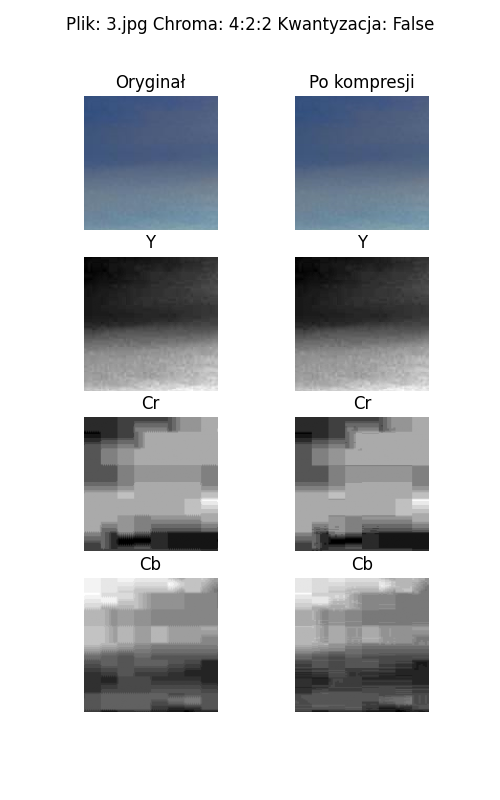 Plik: 3.jpg Chroma: 4:2:2 Kwantyzacja: False
Oryginał Po kompresji
Y Y
Cr Cr
Cb Cb